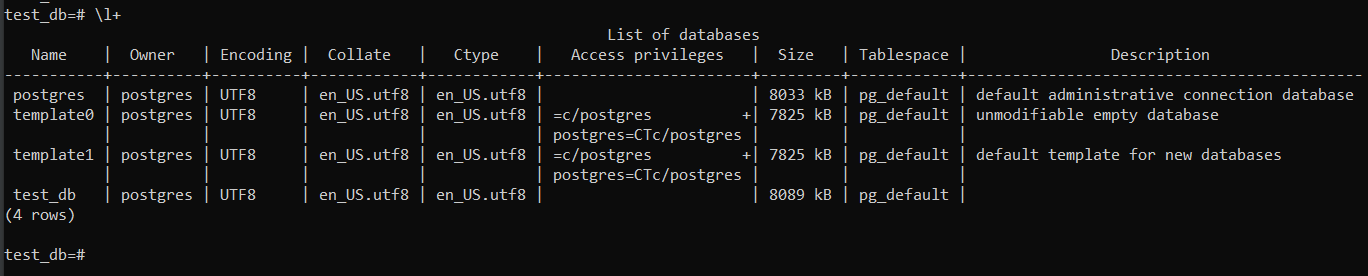 test_db=# \l+
                                                                  List of databases
   Name    |  Owner   | Encoding |  Collate   |   Ctype    |   Access privileges   |  Size   | Tablespace |                Description
-----------+----------+----------+------------+------------+-----------------------+---------+------------+--------------------------------------------
 postgres  | postgres | UTF8     | en_US.utf8 | en_US.utf8 |                       | 8033 kB | pg_default | default administrative connection database
 template0 | postgres | UTF8     | en_US.utf8 | en_US.utf8 | =c/postgres          +| 7825 kB | pg_default | unmodifiable empty database
           |          |          |            |            | postgres=CTc/postgres |         |            |
 template1 | postgres | UTF8     | en_US.utf8 | en_US.utf8 | =c/postgres          +| 7825 kB | pg_default | default template for new databases
           |          |          |            |            | postgres=CTc/postgres |         |            |
 test_db   | postgres | UTF8     | en_US.utf8 | en_US.utf8 |                       | 8089 kB | pg_default |
(4 rows)

test_db=#